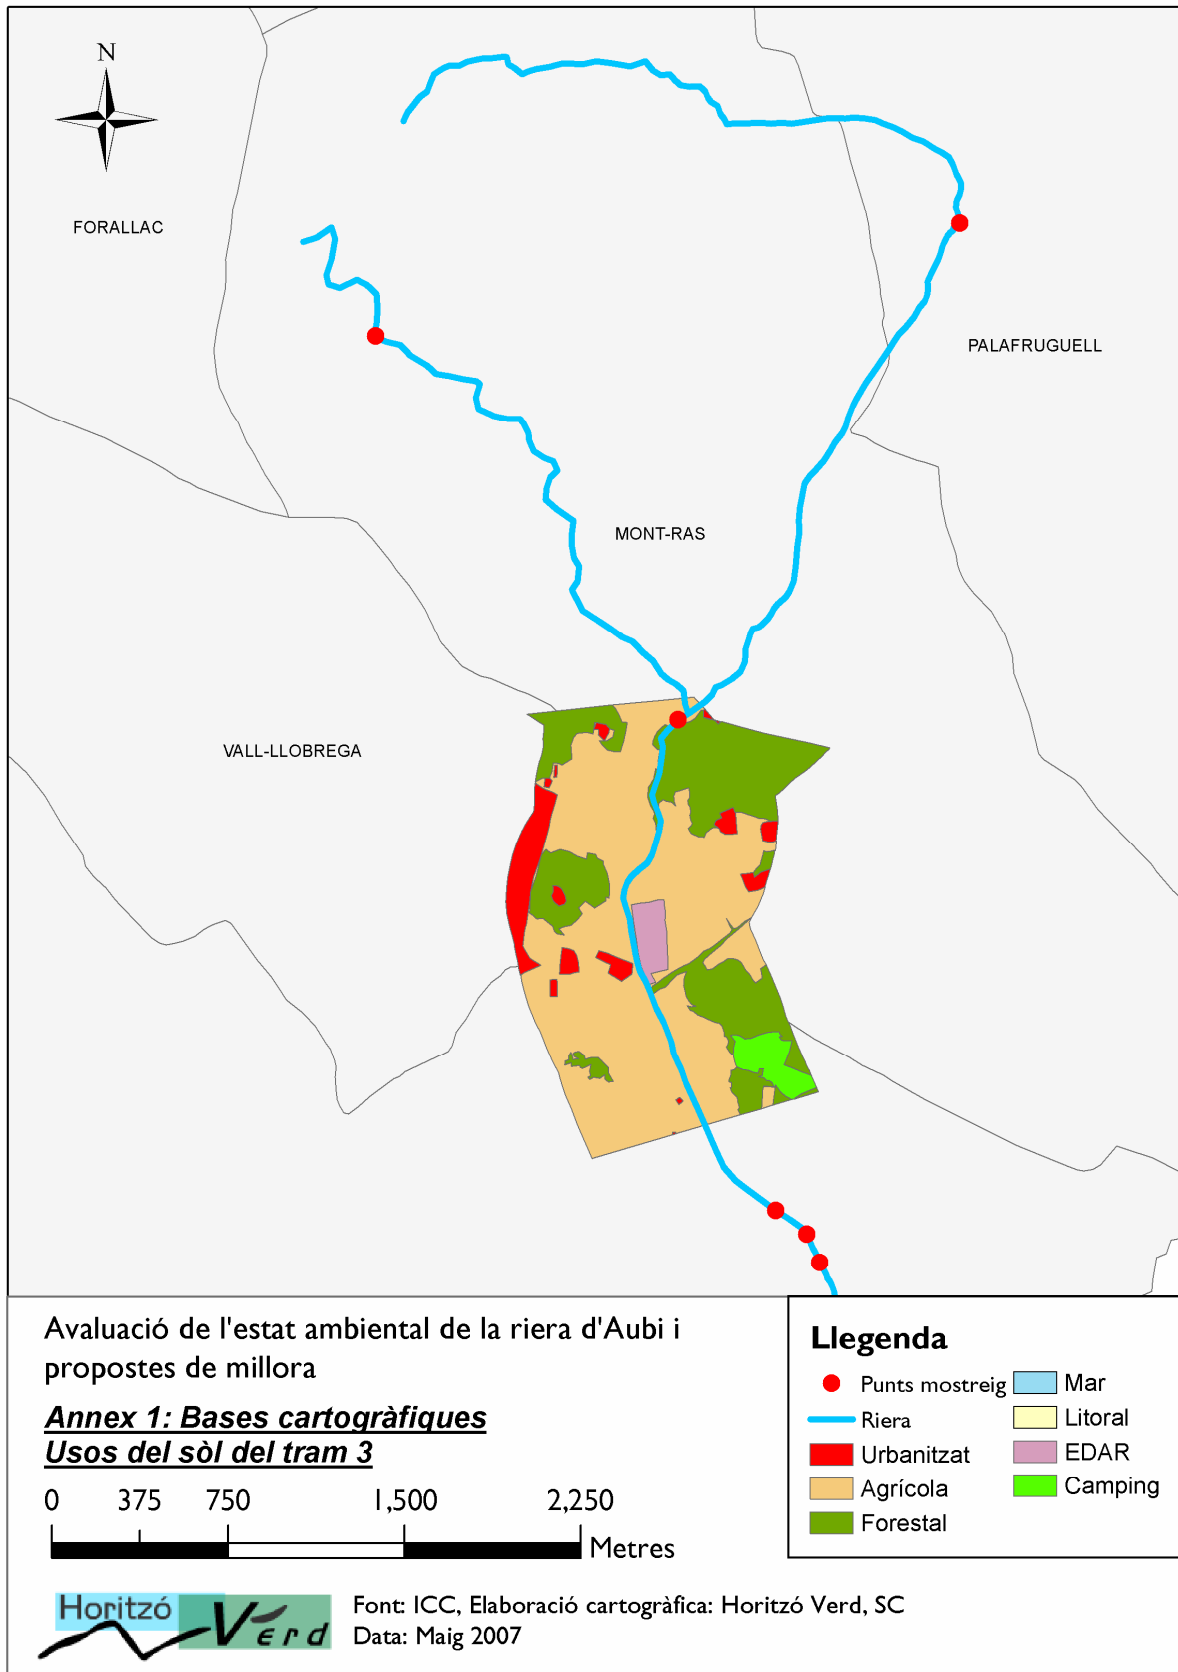 N
FORALLAC
PALAFRUGUELL
MONT-RAS
VALL-LLOBREGA
Avaluació de l'estat ambiental de la riera d'Aubi i
propostes de millora
Annex 1: Bases cartogràfiques
Usos del sòl del tram 3
0 375 750 1,500 2,250
Metres
Llegenda
Punts mostreig
Riera
Urbanitzat
Agrícola
Forestal
Mar
Litoral
EDAR
Camping
Horitzó
Vérd
Font: ICC, Elaboració cartogràfica: Horitzó Verd, SC
Data: Maig 2007